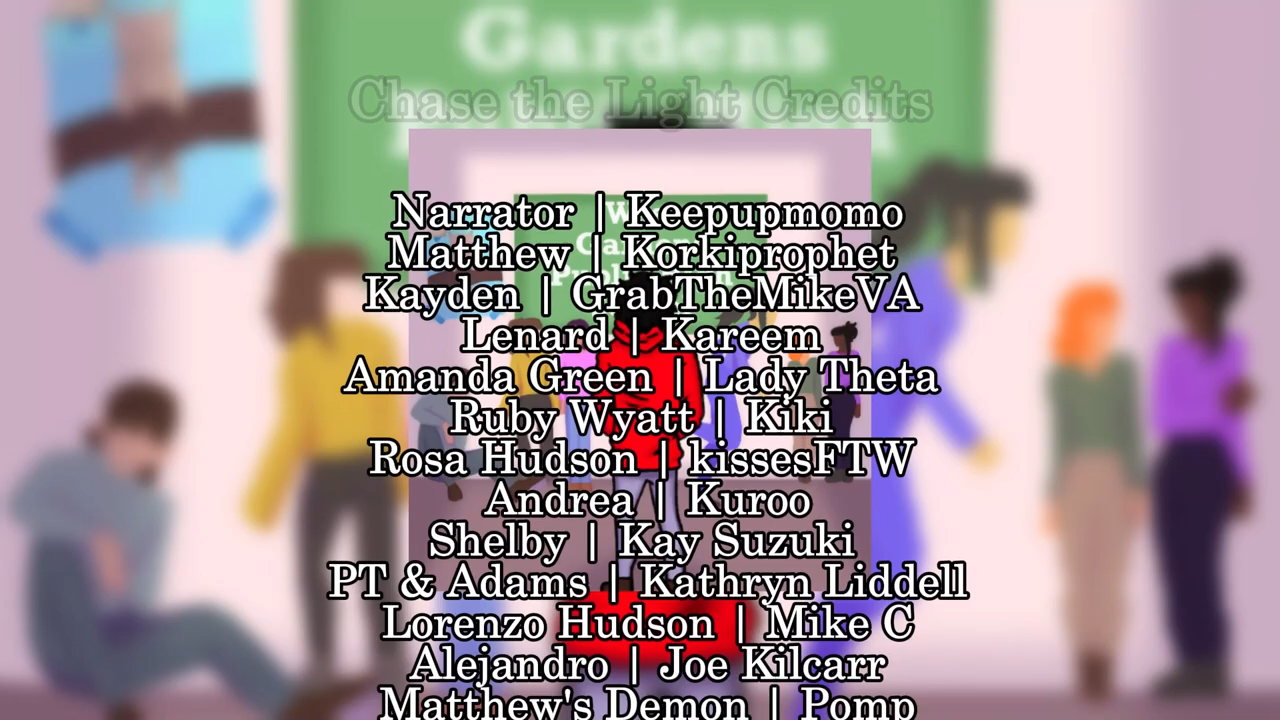 Gardens
Chase the Light Credits
Narrator | Keepupmomo
Matthew | Korkiprophet
Kayden | GrabTheMikeVA
Lenard | Kareem
Amanda Green | Lady Theta
Ruby Wyatt | Kiki
Rosa Hudson | kissesFTW
Andrea | Kuroo
Shelby | Kay Suzuki
PT & Adams | Kathryn Liddell
Lorenzo Hudson | Mike C
Alejandro | Joe Kilcarr
Matthew's Demon | Pomp